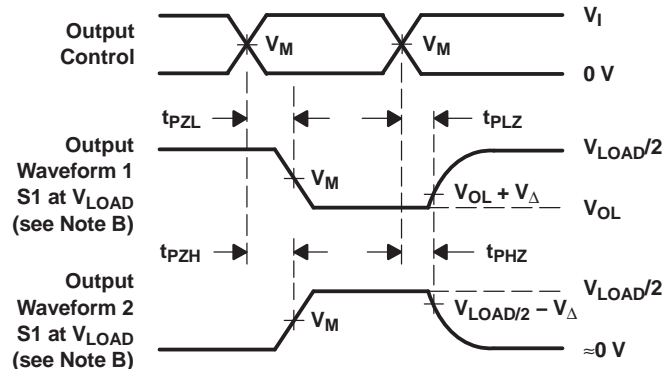 Output
Control
V_M
V_M
V_I
0 V
t_PZL
t_PLZ
Output
Waveform 1
S1 at V_LOAD
(see Note B)
V_M
V_LOAD/2
V_OL + V_Δ
V_OL
t_PZH
t_PHZ
Output
Waveform 2
S1 at V_LOAD
(see Note B)
V_M
V_LOAD/2
V_LOAD/2 – V_Δ
≈0 V